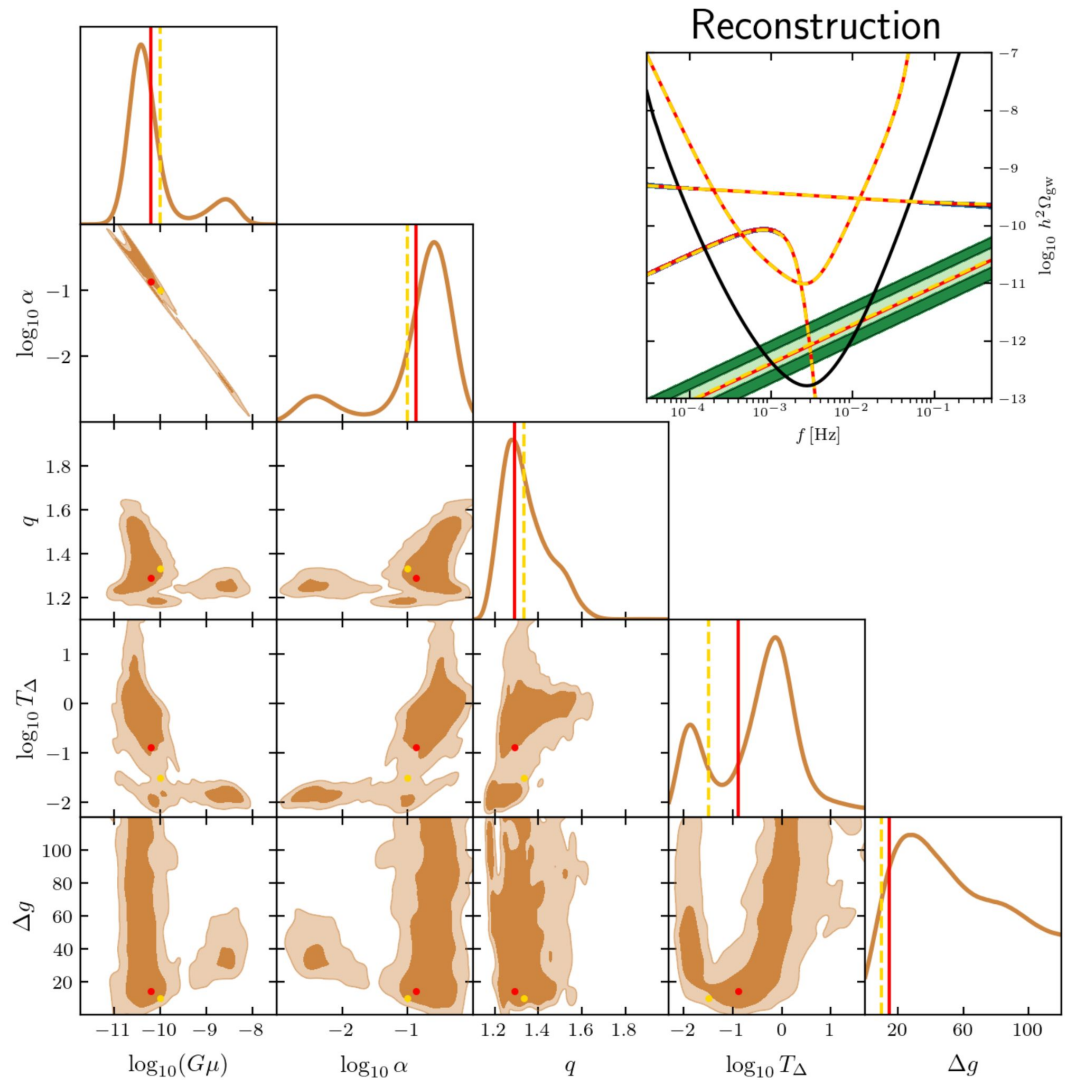 Reconstruction
−7
−8
−9
−10
−11
−12
−13
log₁₀ h²Ω_gw
10⁻⁴ 10⁻³ 10⁻² 10⁻¹
f [Hz]
−1
−2
log₁₀ α
1.8
1.6
1.4
1.2
q
1
0
−1
−2
log₁₀ T_Δ
100
80
60
40
20
Δg
−11 −10 −9 −8
−2 −1
1.2 1.4 1.6 1.8
−2 −1 0 1
20 60 100
log₁₀(Gμ)
log₁₀ α
q
log₁₀ T_Δ
Δg